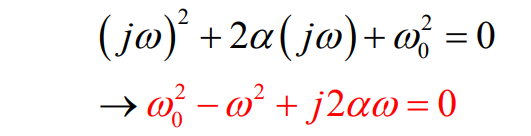 (jω)² + 2α(jω) + ω₀² = 0
→ ω₀² − ω² + j2αω = 0